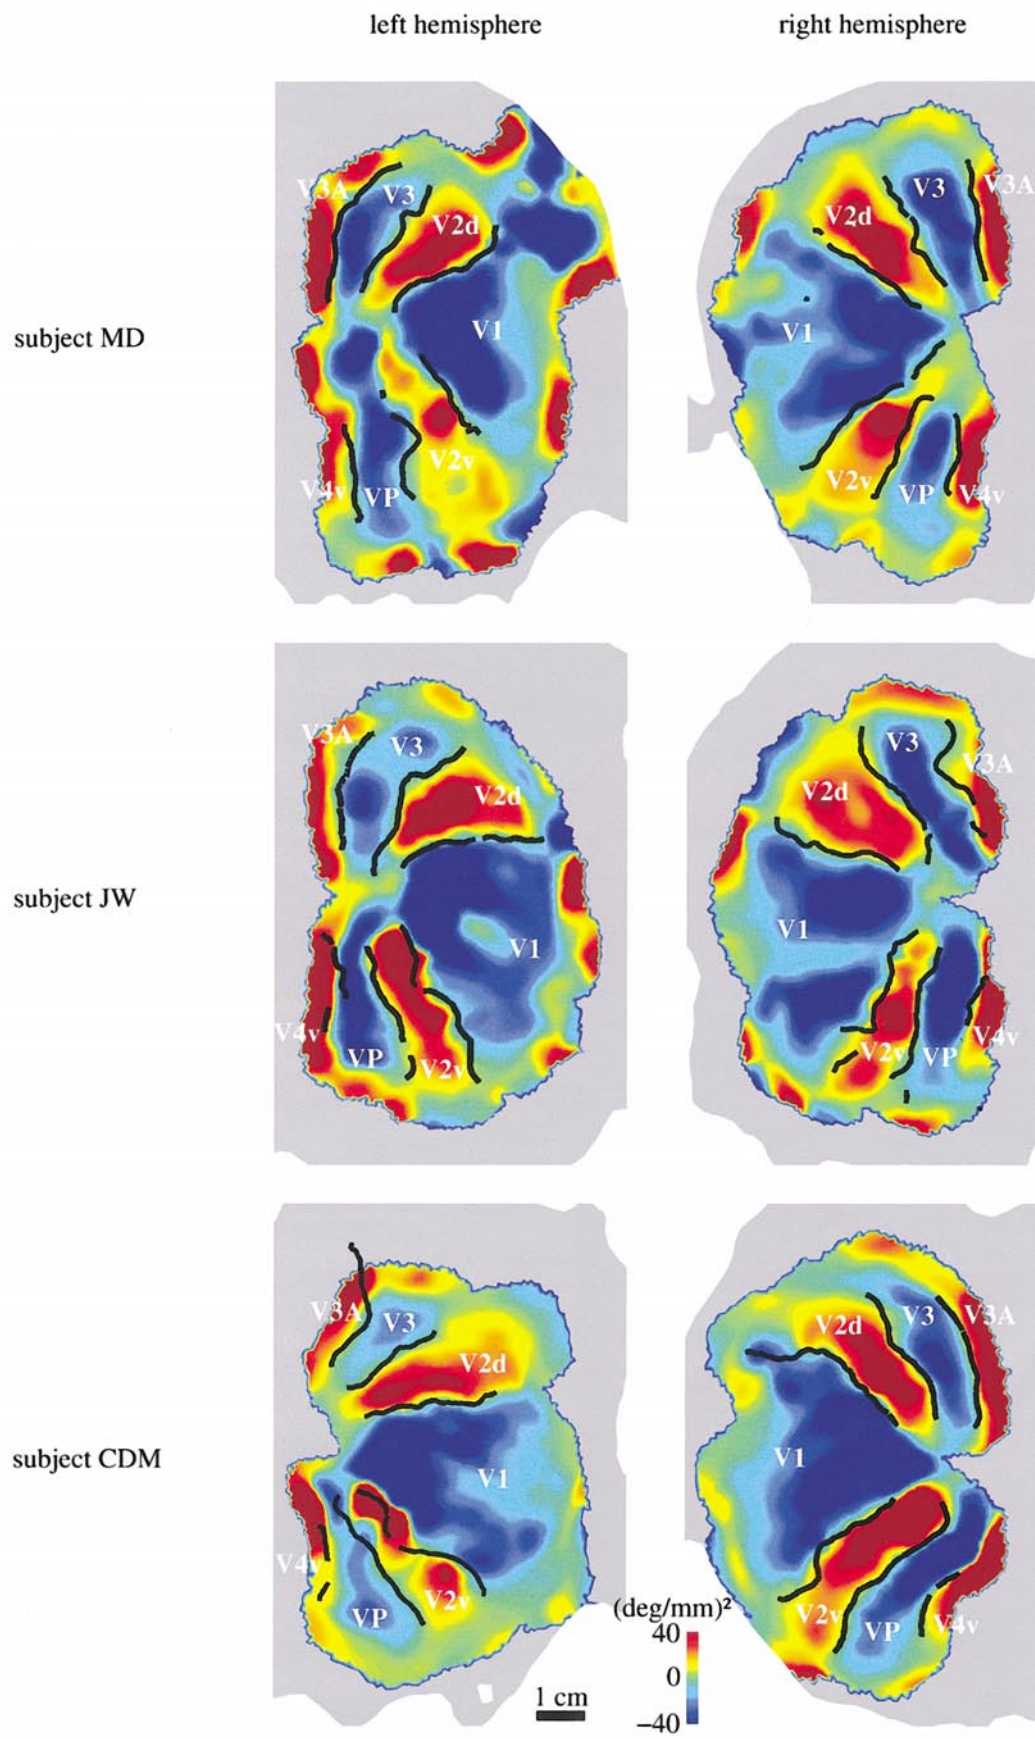 left hemisphere
right hemisphere
V3A
V3
V2d
V1
V2v
V4v
VP
V2d
V3
V3A
V1
V2v
VP
V4v
subject MD
V3A
V3
V2d
V1
V4v
VP
V2v
V3
V3A
V2d
V1
V2v
VP
V4v
subject JW
V3A
V3
V2d
V1
V4v
V2v
VP
V2d
V3
V3A
V1
V2v
VP
V4v
subject CDM
(deg/mm)²
40
0
−40
1 cm